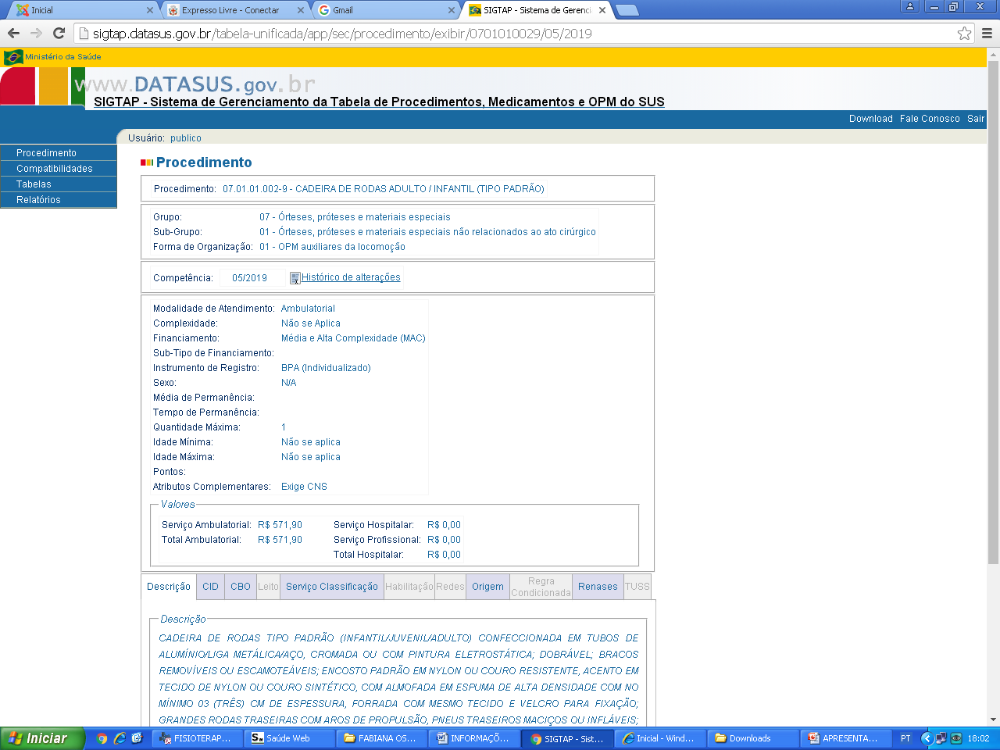 Inicial
Expresso Livre - Conectar
Gmail
SIGTAP - Sistema de Gerenci
sigtap.datasus.gov.br/tabela-unificada/app/sec/procedimento/exibir/0701010029/05/2019
Ministério da Saúde
www.DATASUS.gov.br
SIGTAP - Sistema de Gerenciamento da Tabela de Procedimentos, Medicamentos e OPM do SUS
Download Fale Conosco Sair
Usuário: publico
Procedimento
Compatibilidades
Tabelas
Relatórios
Procedimento
Procedimento: 07.01.01.002-9 - CADEIRA DE RODAS ADULTO / INFANTIL (TIPO PADRÃO)
Grupo: 07 - Órteses, próteses e materiais especiais
Sub-Grupo: 01 - Órteses, próteses e materiais especiais não relacionados ao ato cirúrgico
Forma de Organização: 01 - OPM auxiliares da locomoção
Competência: 05/2019 Histórico de alterações
Modalidade de Atendimento: Ambulatorial
Complexidade: Não se Aplica
Financiamento: Média e Alta Complexidade (MAC)
Sub-Tipo de Financiamento:
Instrumento de Registro: BPA (Individualizado)
Sexo: N/A
Média de Permanência:
Tempo de Permanência:
Quantidade Máxima: 1
Idade Mínima: Não se aplica
Idade Máxima: Não se aplica
Pontos:
Atributos Complementares: Exige CNS
Valores
Serviço Ambulatorial: R$ 571,90 Serviço Hospitalar: R$ 0,00
Total Ambulatorial: R$ 571,90 Serviço Profissional: R$ 0,00
Total Hospitalar: R$ 0,00
Descrição CID CBO Leito Serviço Classificação Habilitação Redes Origem Regra Condicionada Renases TUSS
Descrição
CADEIRA DE RODAS TIPO PADRÃO (INFANTIL/JUVENIL/ADULTO) CONFECCIONADA EM TUBOS DE
ALUMÍNIO/LIGA METÁLICA/AÇO, CROMADA OU COM PINTURA ELETROSTÁTICA; DOBRÁVEL; BRACOS
REMOVÍVEIS OU ESCAMOTEÁVEIS; ENCOSTO PADRÃO EM NYLON OU COURO RESISTENTE, ACENTO EM
TECIDO DE NYLON OU COURO SINTÉTICO, COM ALMOFADA EM ESPUMA DE ALTA DENSIDADE COM NO
MÍNIMO 03 (TRÊS) CM DE ESPESSURA, FORRADA COM MESMO TECIDO E VELCRO PARA FIXAÇÃO;
GRANDES RODAS TRASEIRAS COM AROS DE PROPULSÃO, PNEUS TRASEIROS MACIÇOS OU INFLÁVEIS;
Iniciar
FISIOTERAP...
Saúde Web
FABIANA OS...
INFORMAÇÕ...
SIGTAP - Sist...
Inicial - Wind...
Downloads
APRESENTA...
PT
18:02